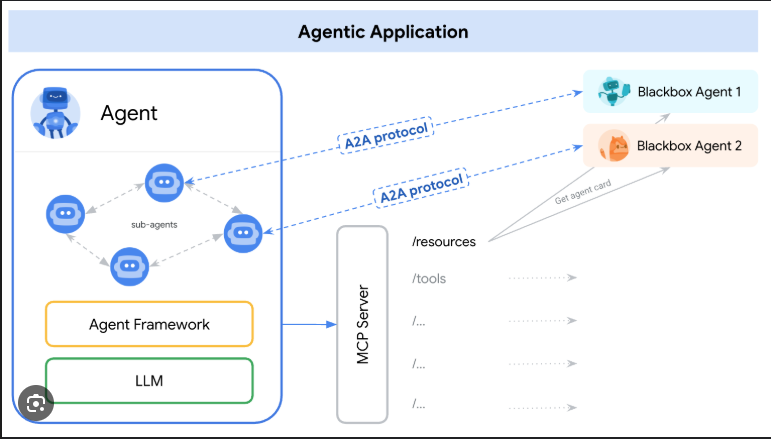 Agentic Application
Agent
Blackbox Agent 1
A2A protocol
Blackbox Agent 2
A2A protocol
Get agent card
sub-agents
/resources
/tools
MCP Server
Agent Framework
/...
/...
LLM
/...